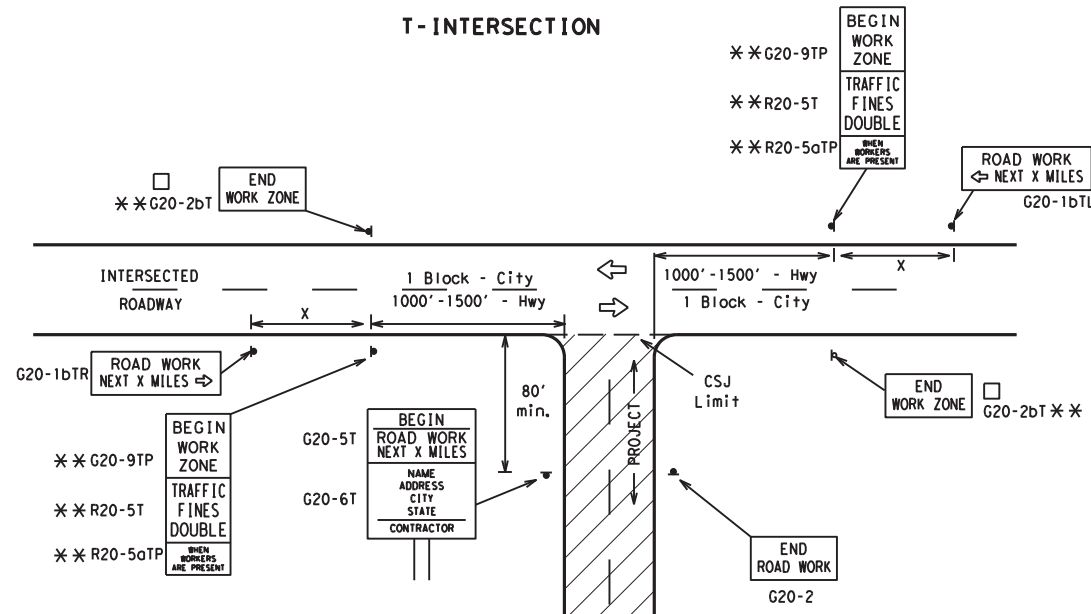 T-INTERSECTION
BEGIN
WORK
ZONE
TRAFFIC
FINES
DOUBLE
WHEN
WORKERS
ARE PRESENT
**G20-9TP
**R20-5T
**R20-5aTP
ROAD WORK
⇦ NEXT X MILES
G20-1bTL
□
**G20-2bT
END
WORK ZONE
INTERSECTED
ROADWAY
1 Block - City
1000'-1500' - Hwy
1000'-1500' - Hwy
1 Block - City
X
X
G20-1bTR
ROAD WORK
NEXT X MILES ⇨
80'
min.
PROJECT
CSJ
Limit
END
WORK ZONE
□
G20-2bT **
**G20-9TP
**R20-5T
**R20-5aTP
BEGIN
WORK
ZONE
TRAFFIC
FINES
DOUBLE
WHEN
WORKERS
ARE PRESENT
G20-5T
G20-6T
BEGIN
ROAD WORK
NEXT X MILES
NAME
ADDRESS
CITY
STATE
CONTRACTOR
END
ROAD WORK
G20-2